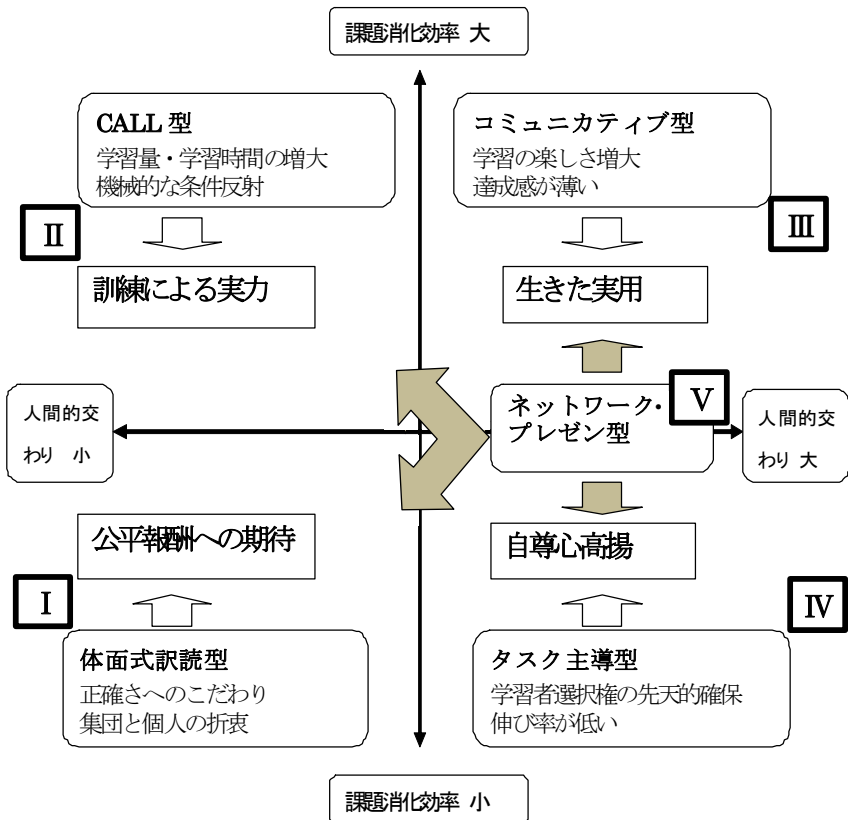 課題消化効率 大
CALL 型
学習量・学習時間の増大
機械的な条件反射
コミュニカティブ型
学習の楽しさ増大
達成感が薄い
Ⅱ
Ⅲ
訓練による実力
生きた実用
人間的交
わり 小
ネットワーク・
プレゼン型
Ⅴ
人間的交
わり 大
公平報酬への期待
自尊心高揚
Ⅰ
Ⅳ
体面式訳読型
正確さへのこだわり
集団と個人の折衷
タスク主導型
学習者選択権の先天的確保
伸び率が低い
課題消化効率 小